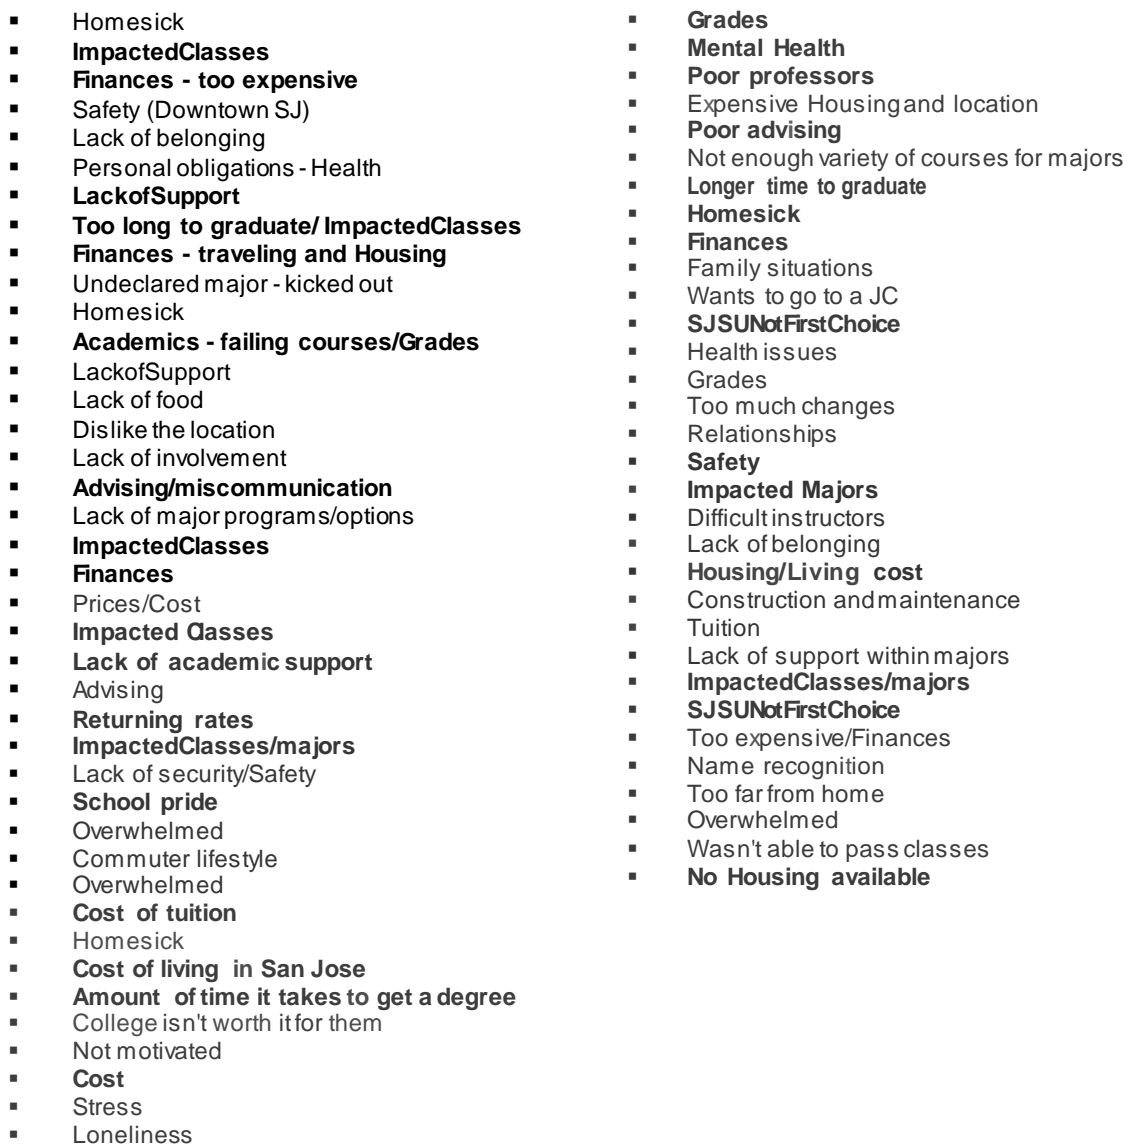 ▪ Homesick
▪ ImpactedClasses
▪ Finances - too expensive
▪ Safety (Downtown SJ)
▪ Lack of belonging
▪ Personal obligations - Health
▪ LackofSupport
▪ Too long to graduate/ ImpactedClasses
▪ Finances - traveling and Housing
▪ Undeclared major - kicked out
▪ Homesick
▪ Academics - failing courses/Grades
▪ LackofSupport
▪ Lack of food
▪ Dislike the location
▪ Lack of involvement
▪ Advising/miscommunication
▪ Lack of major programs/options
▪ ImpactedClasses
▪ Finances
▪ Prices/Cost
▪ Impacted Classes
▪ Lack of academic support
▪ Advising
▪ Returning rates
▪ ImpactedClasses/majors
▪ Lack of security/Safety
▪ School pride
▪ Overwhelmed
▪ Commuter lifestyle
▪ Overwhelmed
▪ Cost of tuition
▪ Homesick
▪ Cost of living in San Jose
▪ Amount of time it takes to get a degree
▪ College isn't worth it for them
▪ Not motivated
▪ Cost
▪ Stress
▪ Loneliness
▪ Grades
▪ Mental Health
▪ Poor professors
▪ Expensive Housing and location
▪ Poor advising
▪ Not enough variety of courses for majors
▪ Longer time to graduate
▪ Homesick
▪ Finances
▪ Family situations
▪ Wants to go to a JC
▪ SJSUNotFirstChoice
▪ Health issues
▪ Grades
▪ Too much changes
▪ Relationships
▪ Safety
▪ Impacted Majors
▪ Difficult instructors
▪ Lack of belonging
▪ Housing/Living cost
▪ Construction and maintenance
▪ Tuition
▪ Lack of support within majors
▪ ImpactedClasses/majors
▪ SJSUNotFirstChoice
▪ Too expensive/Finances
▪ Name recognition
▪ Too far from home
▪ Overwhelmed
▪ Wasn't able to pass classes
▪ No Housing available